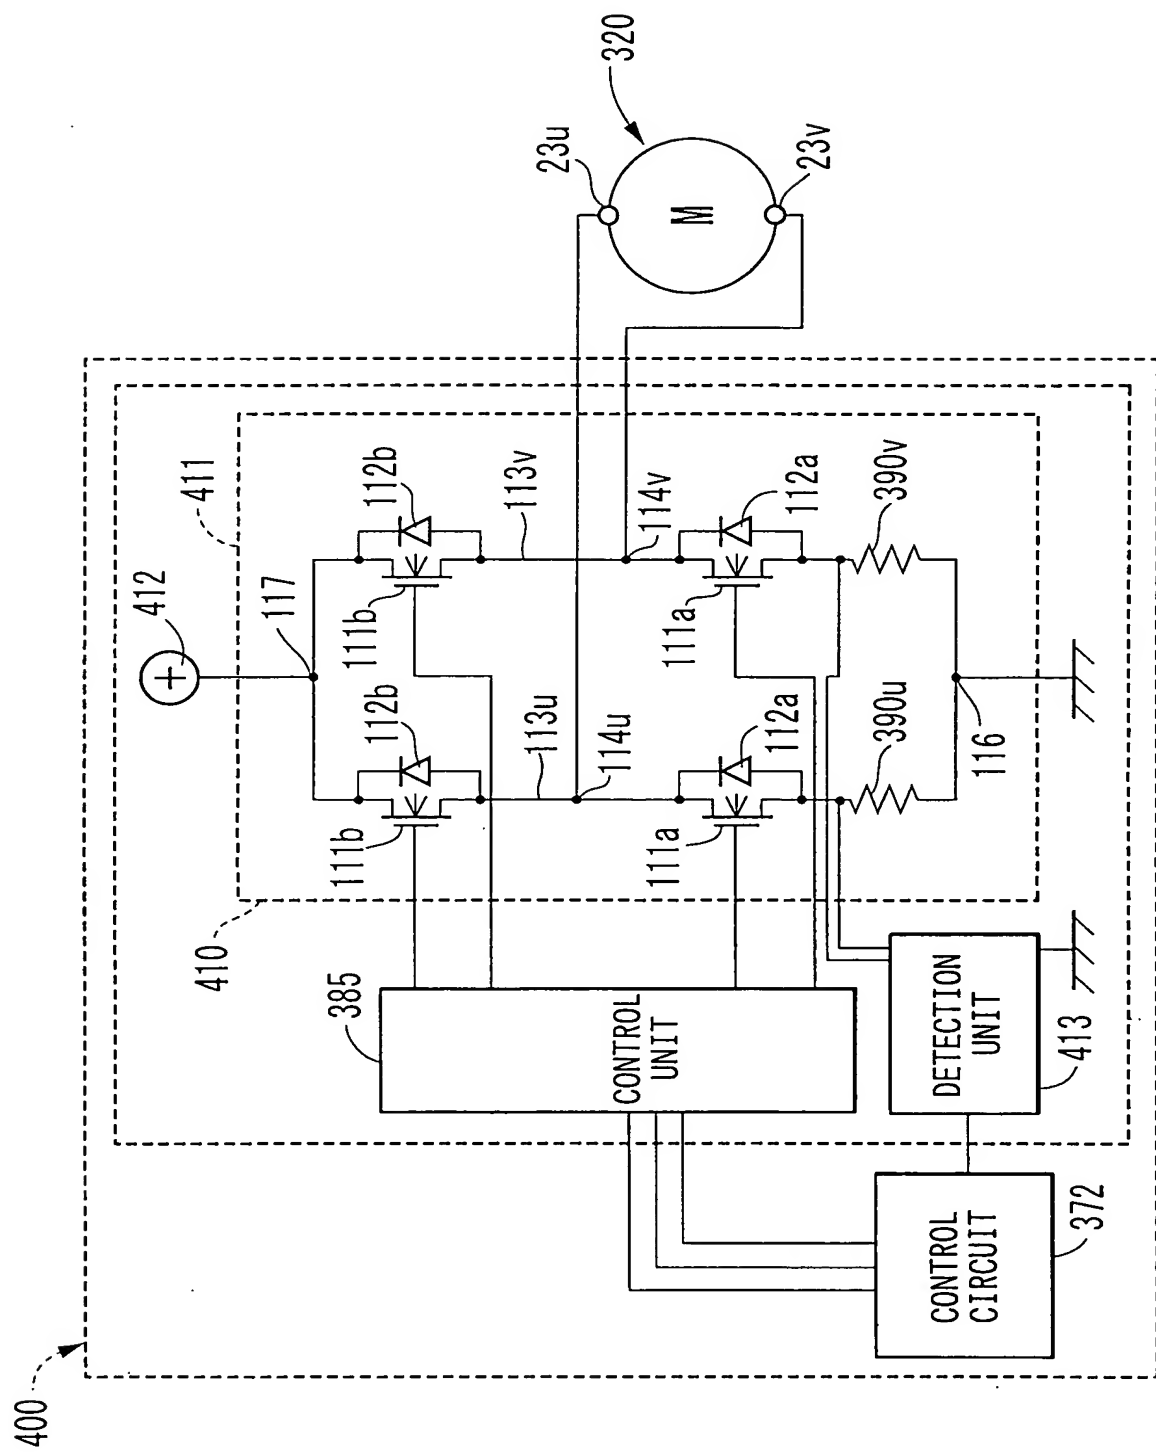 400
410
411
412
117
111b
112b
113u
114u
111a
112a
390u
111b
112b
113v
114v
111a
112a
390v
116
23u
M
23v
320
385
CONTROL
UNIT
DETECTION
UNIT
413
CONTROL
CIRCUIT
372